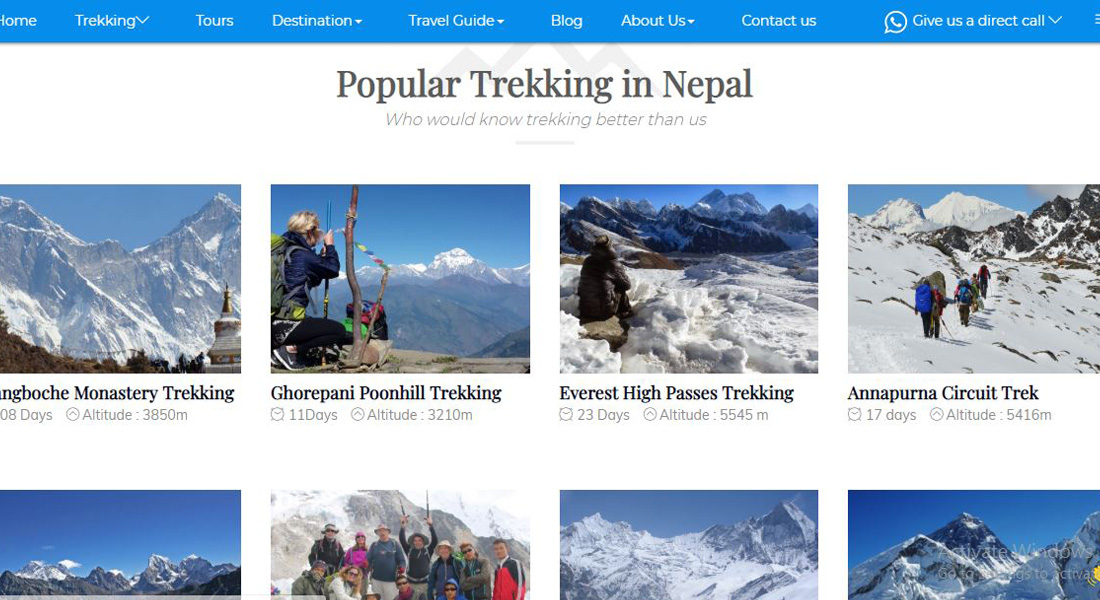 Home Trekking Tours Destination Travel Guide Blog About Us Contact us Give us a direct call
Popular Trekking in Nepal
Who would know trekking better than us
ngboche Monastery Trekking Ghorepani Poonhill Trekking Everest High Passes Trekking Annapurna Circuit Trek
08 Days Altitude : 3850m 11Days Altitude : 3210m 23 Days Altitude : 5545 m 17 days Altitude : 5416m
Activate Windows
Go to Settings to activa